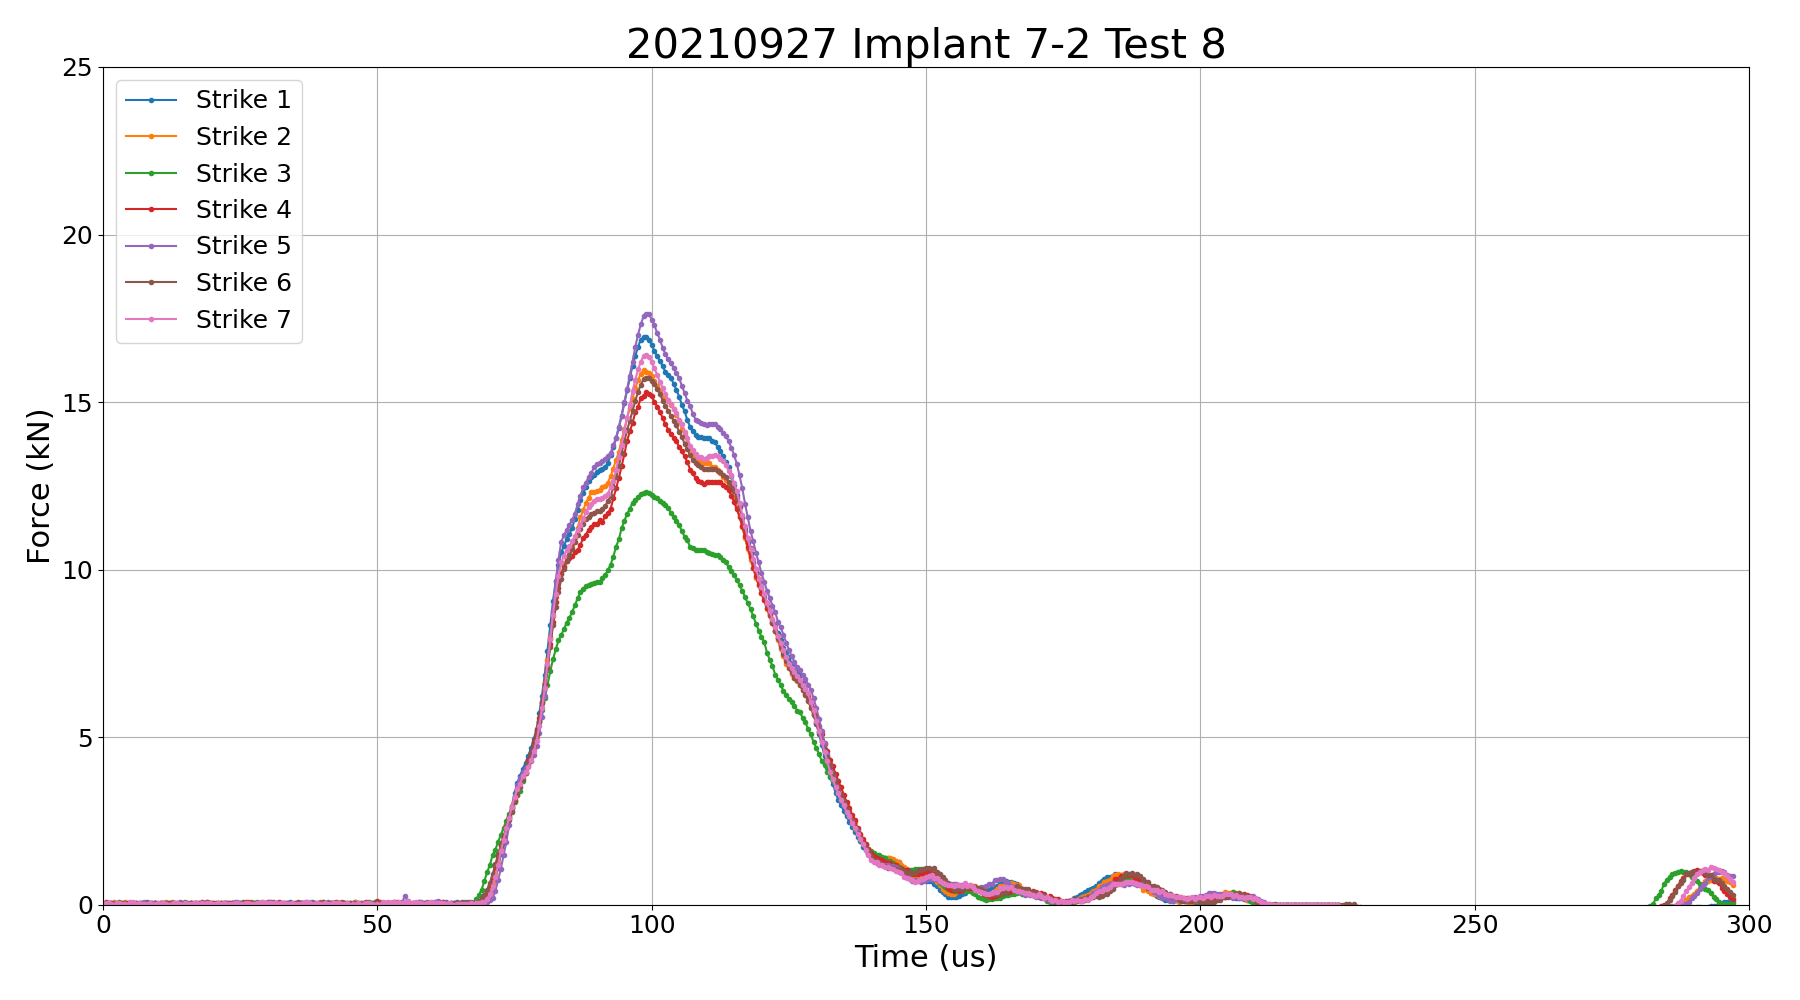 20210927 Implant 7-2 Test 8
25
20
15
10
5
0
Force (kN)
Strike 1
Strike 2
Strike 3
Strike 4
Strike 5
Strike 6
Strike 7
0 50 100 150 200 250 300
Time (us)